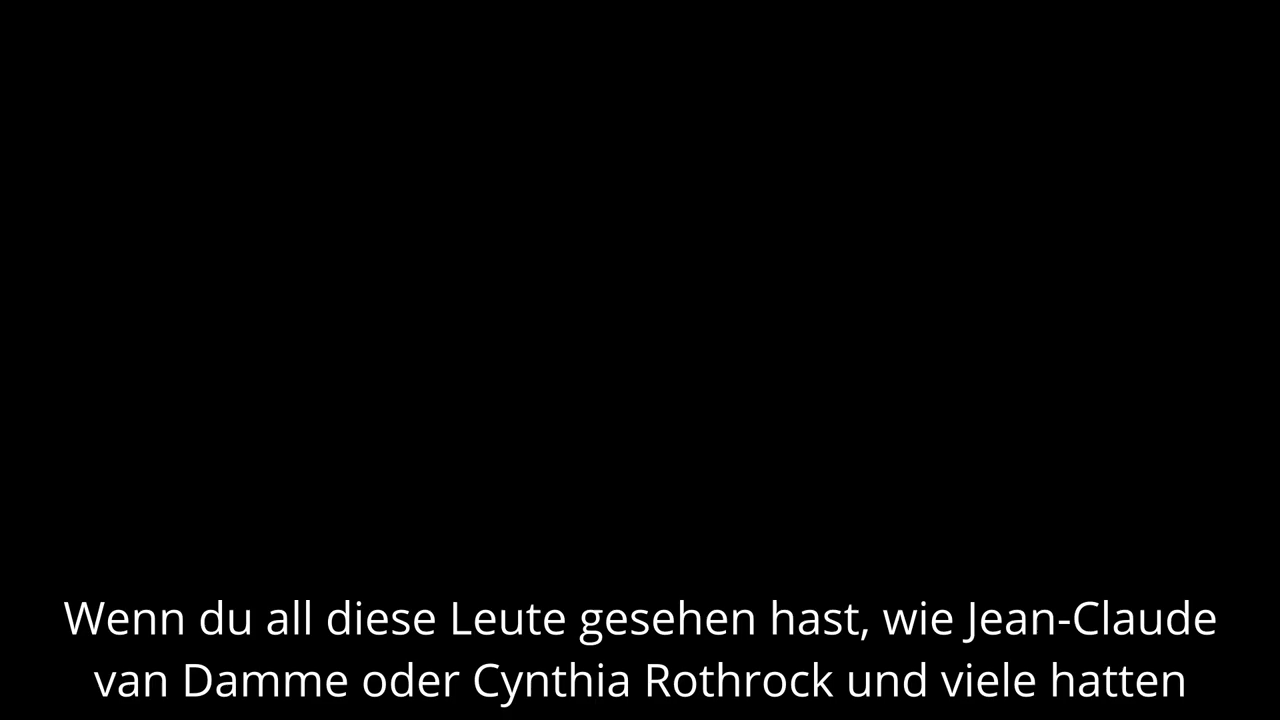 Wenn du all diese Leute gesehen hast, wie Jean-Claude
van Damme oder Cynthia Rothrock und viele hatten